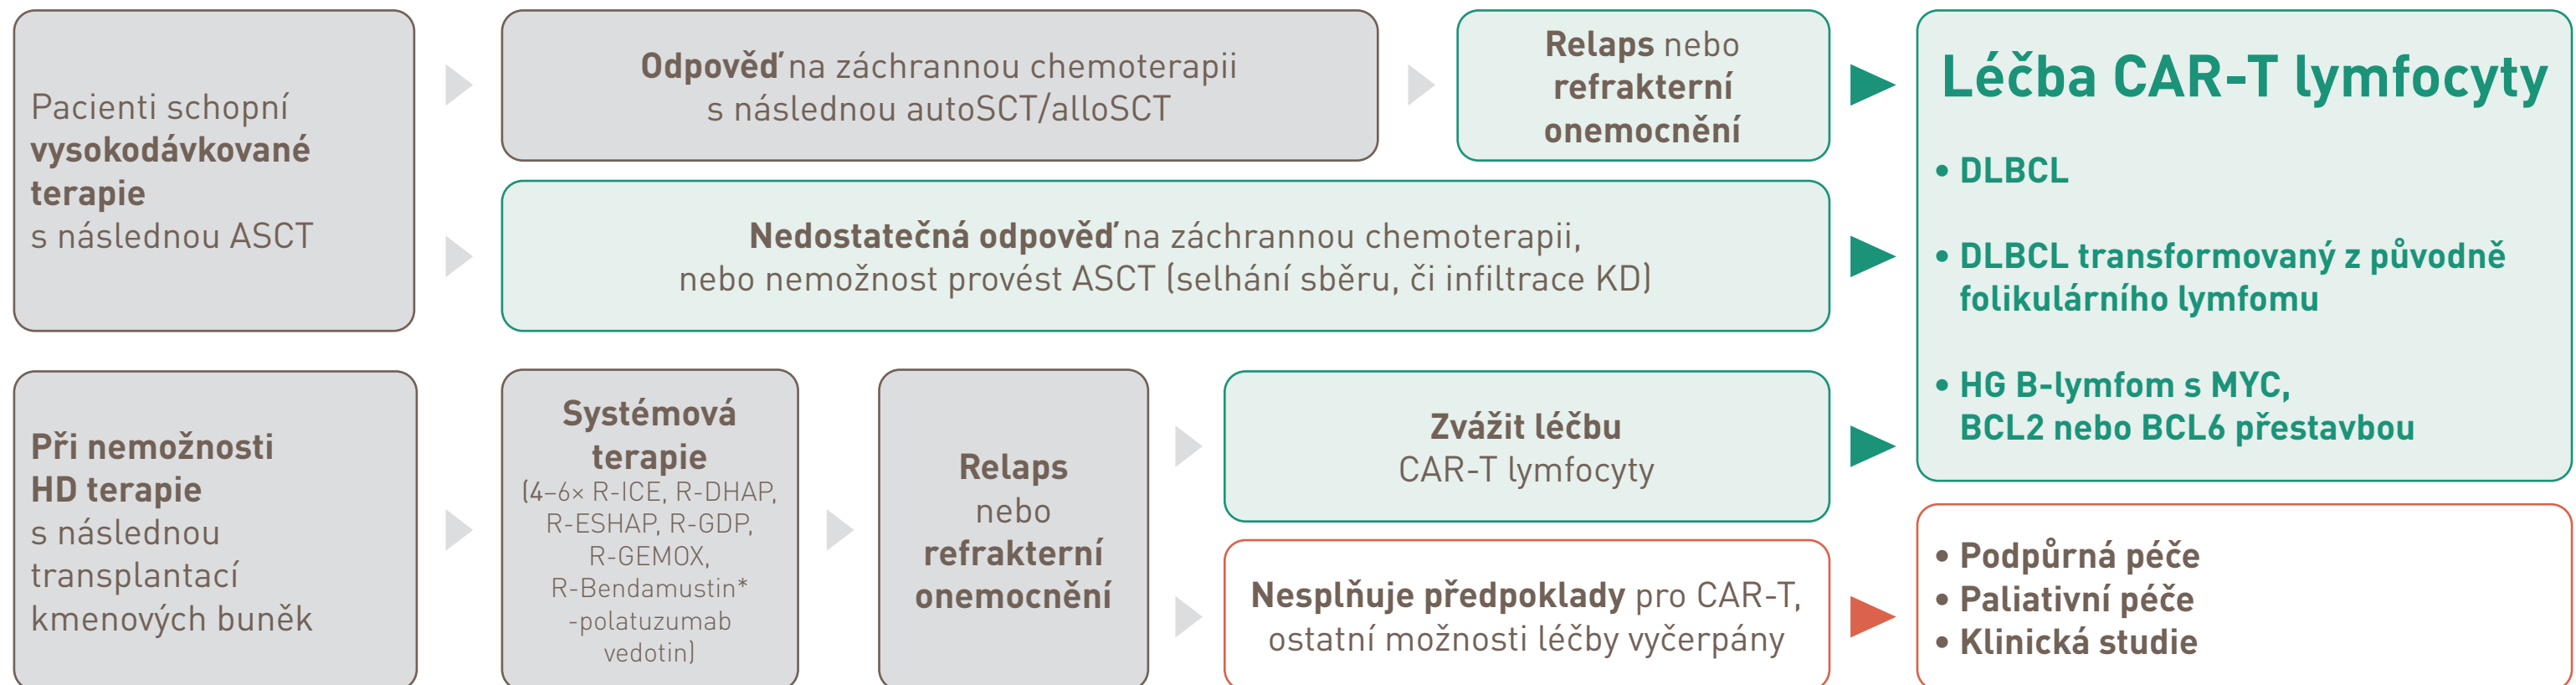 Pacienti schopní
vysokodávkované
terapie
s následnou ASCT
Odpověď na záchrannou chemoterapii
s následnou autoSCT/alloSCT
Relaps nebo
refrakterní
onemocnění
Nedostatečná odpověď na záchrannou chemoterapii,
nebo nemožnost provést ASCT (selhání sběru, či infiltrace KD)
Léčba CAR-T lymfocyty
• DLBCL
• DLBCL transformovaný z původně
folikulárního lymfomu
• HG B-lymfom s MYC,
BCL2 nebo BCL6 přestavbou
Při nemožnosti
HD terapie
s následnou
transplantací
kmenových buněk
Systémová
terapie
(4–6× R-ICE, R-DHAP,
R-ESHAP, R-GDP,
R-GEMOX,
R-Bendamustin*
-polatuzumab
vedotin)
Relaps
nebo
refrakterní
onemocnění
Zvážit léčbu
CAR-T lymfocyty
Nesplňuje předpoklady pro CAR-T,
ostatní možnosti léčby vyčerpány
• Podpůrná péče
• Paliativní péče
• Klinická studie